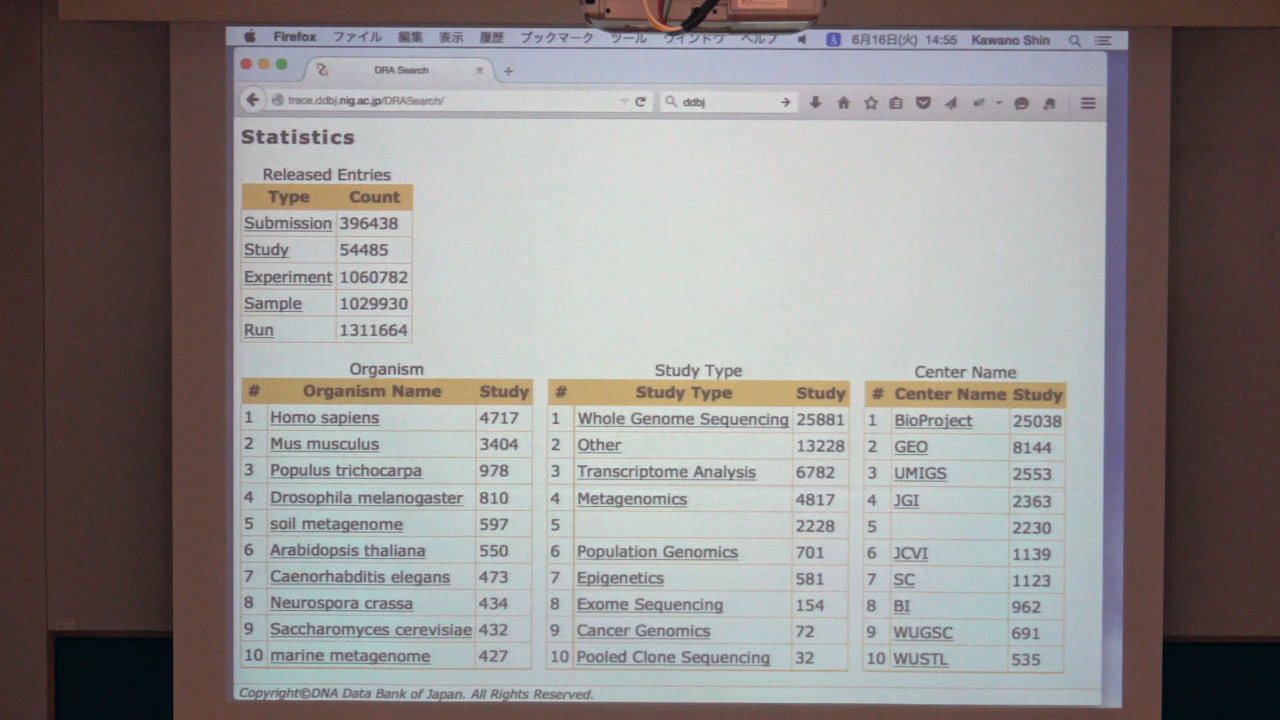 Firefox ファイル 編集 表示 履歴 ブックマーク ツール ウインドウ ヘルプ 6月16日(火) 14:55 Kawano Shin
DRA Search
trace.ddbj.nig.ac.jp/DRASearch/ ddbj
Statistics
Released Entries
Type Count
Submission 396438
Study 54485
Experiment 1060782
Sample 1029930
Run 1311664
Organism
# Organism Name Study
1 Homo sapiens 4717
2 Mus musculus 3404
3 Populus trichocarpa 978
4 Drosophila melanogaster 810
5 soil metagenome 597
6 Arabidopsis thaliana 550
7 Caenorhabditis elegans 473
8 Neurospora crassa 434
9 Saccharomyces cerevisiae 432
10 marine metagenome 427
Study Type
# Study Type Study
1 Whole Genome Sequencing 25881
2 Other 13228
3 Transcriptome Analysis 6782
4 Metagenomics 4817
5 2228
6 Population Genomics 701
7 Epigenetics 581
8 Exome Sequencing 154
9 Cancer Genomics 72
10 Pooled Clone Sequencing 32
Center Name
# Center Name Study
1 BioProject 25038
2 GEO 8144
3 UMIGS 2553
4 JGI 2363
5 2230
6 JCVI 1139
7 SC 1123
8 BI 962
9 WUGSC 691
10 WUSTL 535
Copyright©DNA Data Bank of Japan. All Rights Reserved.